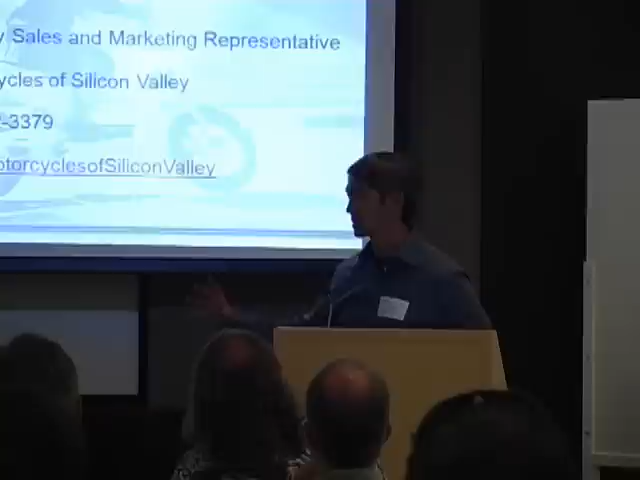 y Sales and Marketing Representative
ycles of Silicon Valley
-3379
otorcyclesofSiliconValley